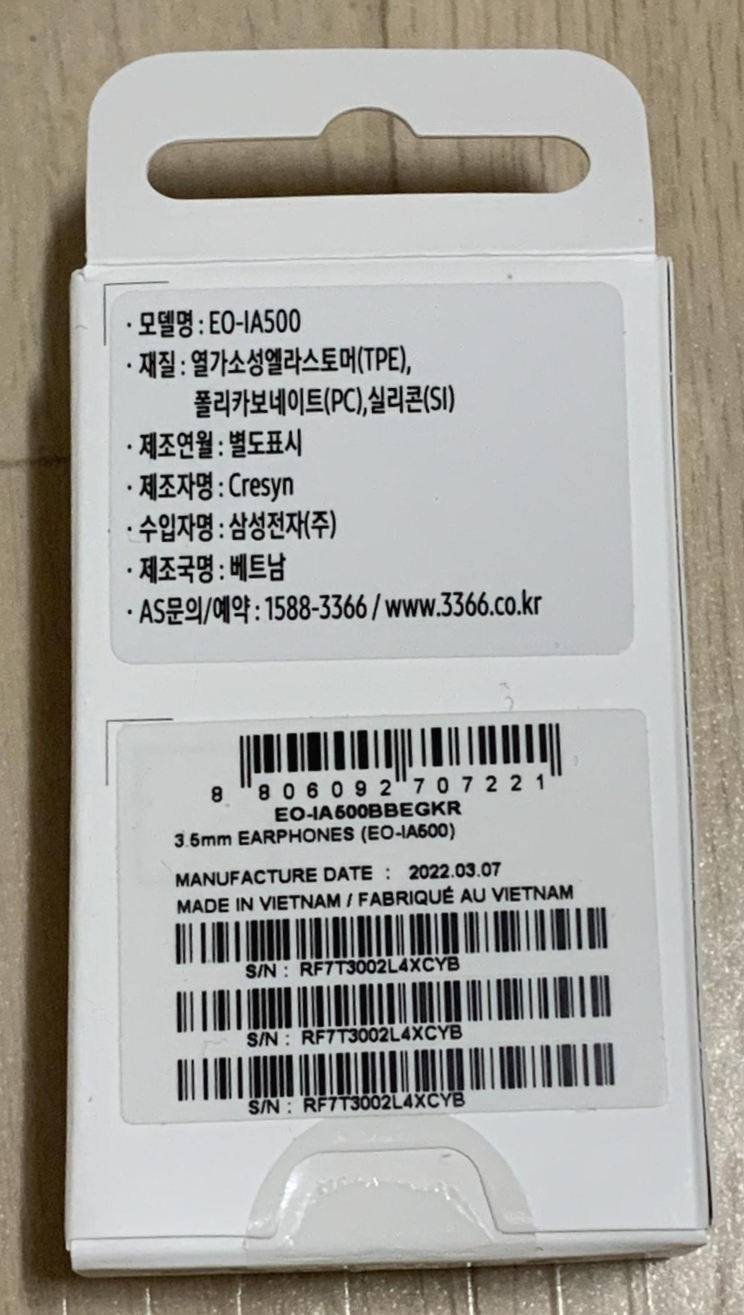 · 모델명 : EO-IA500
· 재질 : 열가소성엘라스토머(TPE),
폴리카보네이트(PC),실리콘(SI)
· 제조연월 : 별도표시
· 제조자명 : Cresyn
· 수입자명 : 삼성전자(주)
· 제조국명 : 베트남
· AS문의/예약 : 1588-3366 / www.3366.co.kr
8 806092 707221
EO-IA500BBEGKR
3.5mm EARPHONES (EO-IA500)
MANUFACTURE DATE : 2022.03.07
MADE IN VIETNAM / FABRIQUÉ AU VIETNAM
S/N : RF7T3002L4XCYB
S/N : RF7T3002L4XCYB
S/N : RF7T3002L4XCYB